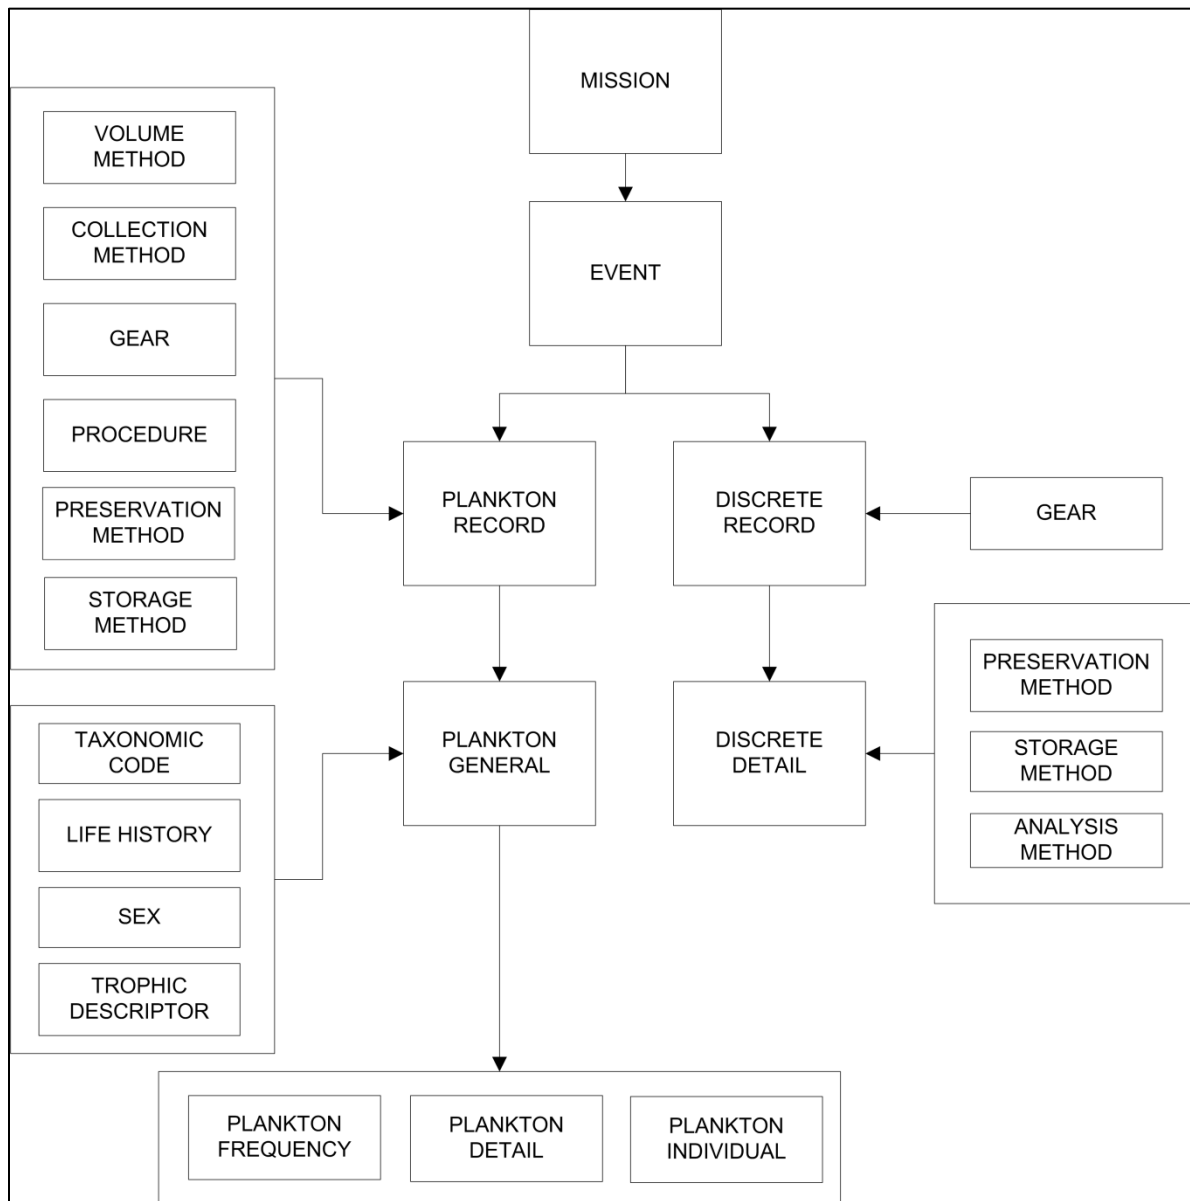 MISSION
VOLUME
METHOD
COLLECTION
METHOD
EVENT
GEAR
PROCEDURE
PRESERVATION
METHOD
STORAGE
METHOD
PLANKTON
RECORD
DISCRETE
RECORD
GEAR
TAXONOMIC
CODE
LIFE HISTORY
SEX
TROPHIC
DESCRIPTOR
PLANKTON
GENERAL
DISCRETE
DETAIL
PRESERVATION
METHOD
STORAGE
METHOD
ANALYSIS
METHOD
PLANKTON
FREQUENCY
PLANKTON
DETAIL
PLANKTON
INDIVIDUAL